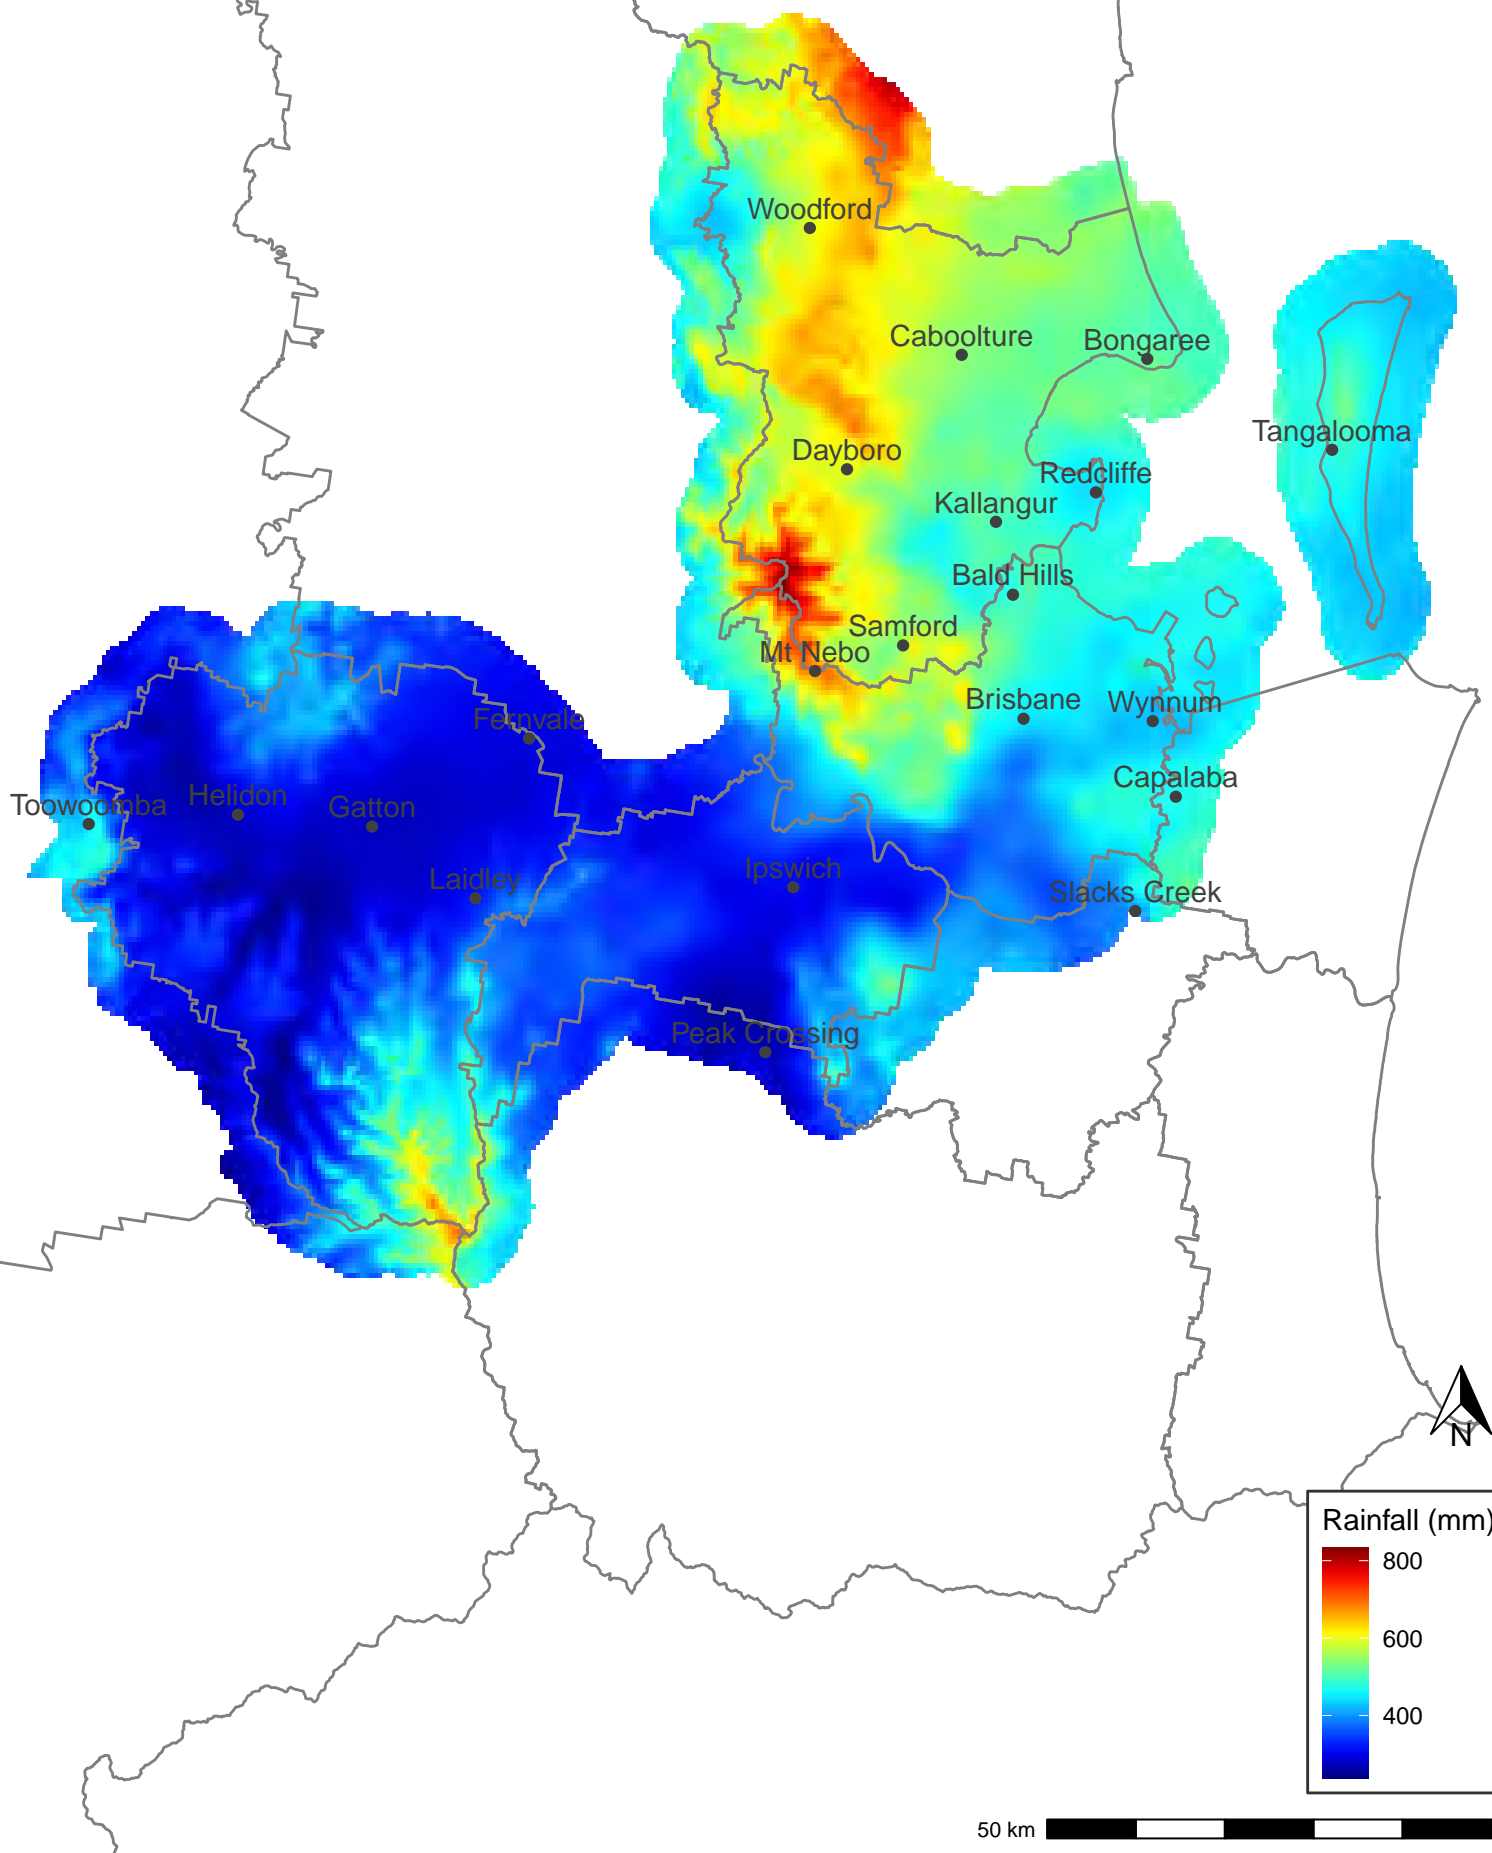 Woodford
Caboolture
Bongaree
Tangalooma
Dayboro
Redcliffe
Kallangur
Bald Hills
Samford
Mt Nebo
Brisbane
Wynnum
Fernvale
Capalaba
Toowoomba
Helidon
Gatton
Ipswich
Laidley
Slacks Creek
Peak Crossing
N
Rainfall (mm)
800
600
400
50 km